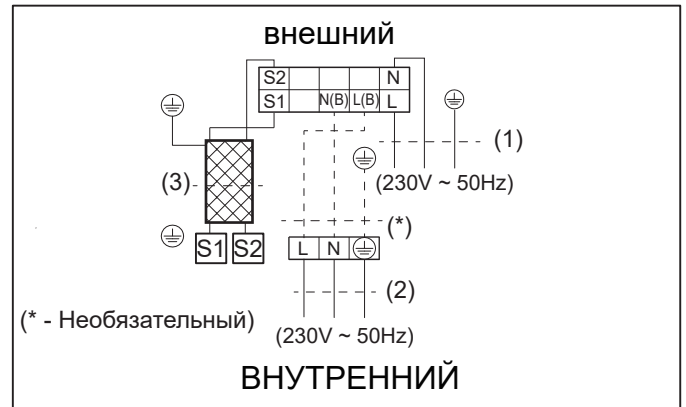 внешний
S2 N
S1 N(B) L(B) L
(1)
(3) (230V ~ 50Hz)
(*)
S1 S2 L N
(2)
(* - Необязательный)
(230V ~ 50Hz)
ВНУТРЕННИЙ